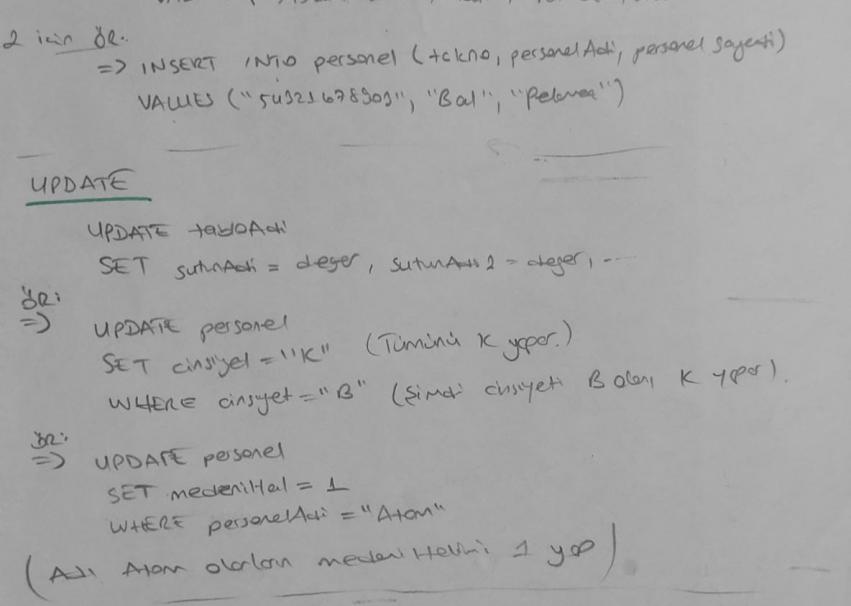 2 için ÖR:
=> INSERT INTO personel (tckno, personelAdi, personel soyadi)
VALUES ("54321678909", "Bal", "Petunya")
UPDATE
UPDATE tabloAdi
SET sutunAdi = deger, sutunAdi 2 = deger, ...
ÖR:
=> UPDATE personel
SET cinsiyet = "K" (Tümünü K yapar.)
WHERE cinsiyet = "B" (Şimdi cinsiyeti B olanı K yapar).
ÖR:
=> UPDATE personel
SET medeniHal = 1
WHERE personelAdi = "Atom"
(Adı Atom olanların medeni Halini 1 yap)